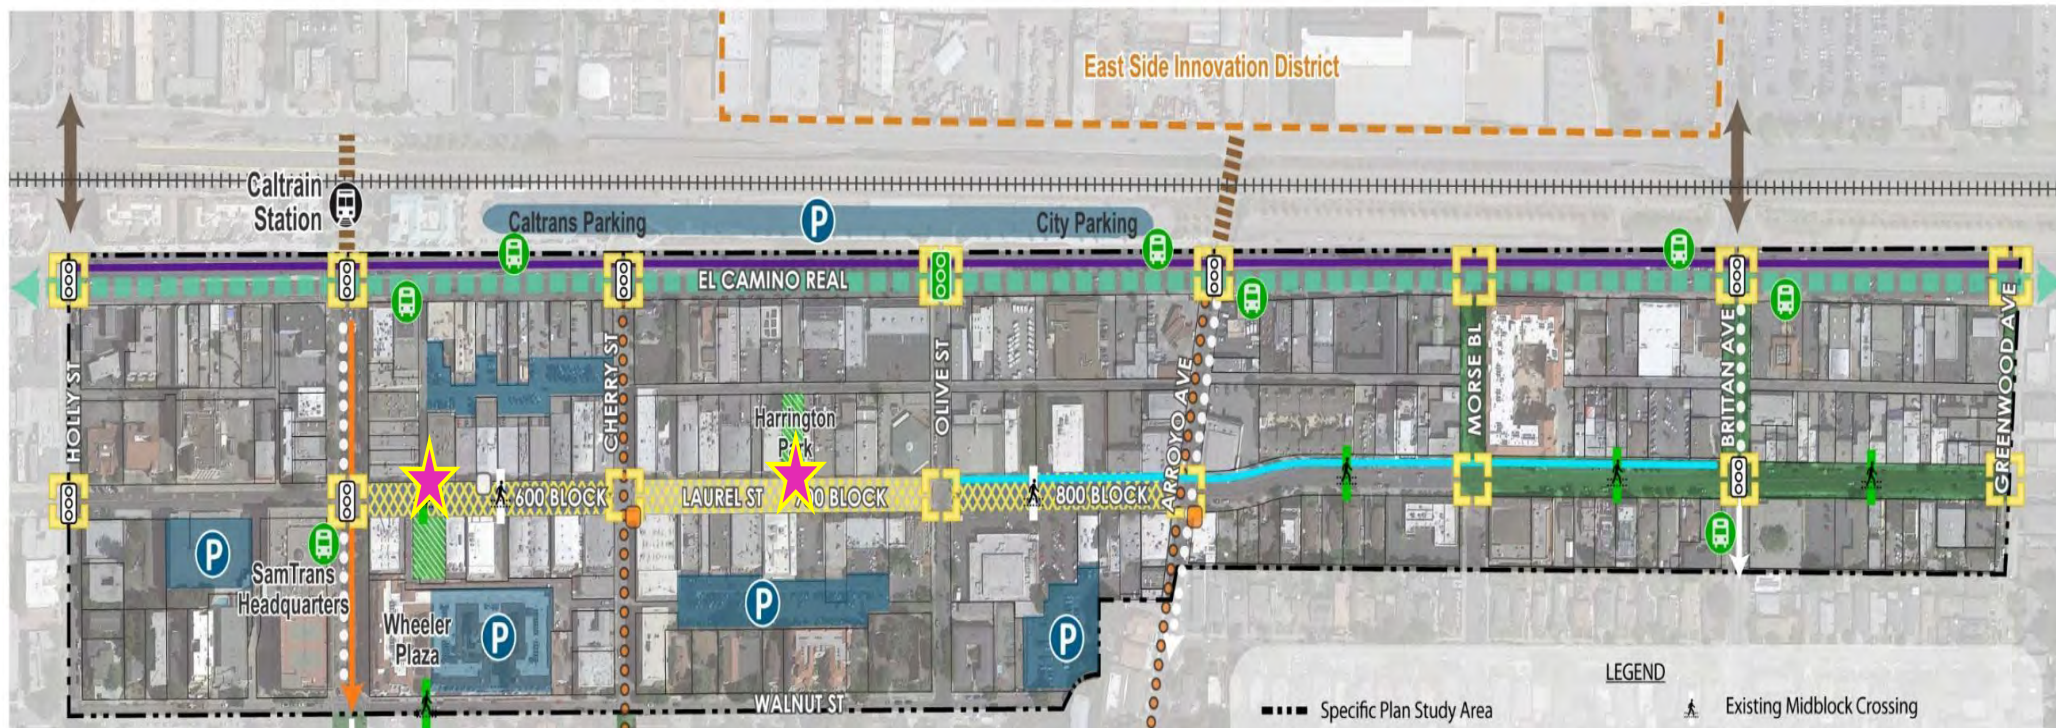 East Side Innovation District
Caltrain
Station
Caltrans Parking
P
City Parking
EL CAMINO REAL
HOLLY ST
CHERRY ST
Harrington
OLIVE ST
ARROYO AVE
MORSE BL
BRITTAN AVE
GREENWOOD AVE
600 BLOCK
LAUREL ST
00 BLOCK
800 BLOCK
P
SamTrans
Headquarters
Wheeler
Plaza
P
P
P
WALNUT ST
LEGEND
Specific Plan Study Area
Existing Midblock Crossing